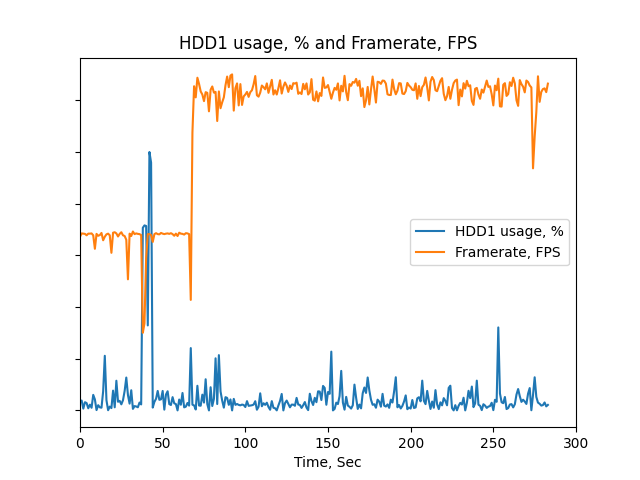 HDD1 usage, % and Framerate, FPS
HDD1 usage, %
Framerate, FPS
0 50 100 150 200 250 300
Time, Sec